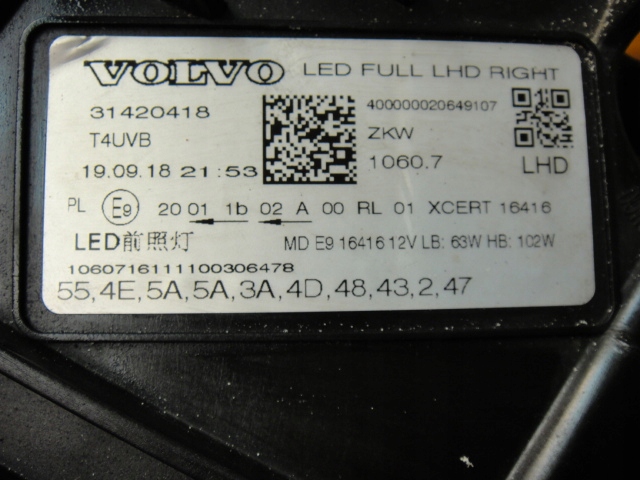 VOLVO LED FULL LHD RIGHT
31420418 400000020649107
T4UVB ZKW
19.09.18 21:53 1060.7 LHD
PL E9 20 01 1b 02 A 00 RL 01 XCERT 16416
LED前照灯 MD E9 16416 12V LB: 63W HB: 102W
1060716111100306478
55,4E,5A,5A,3A,4D,48,43,2,47